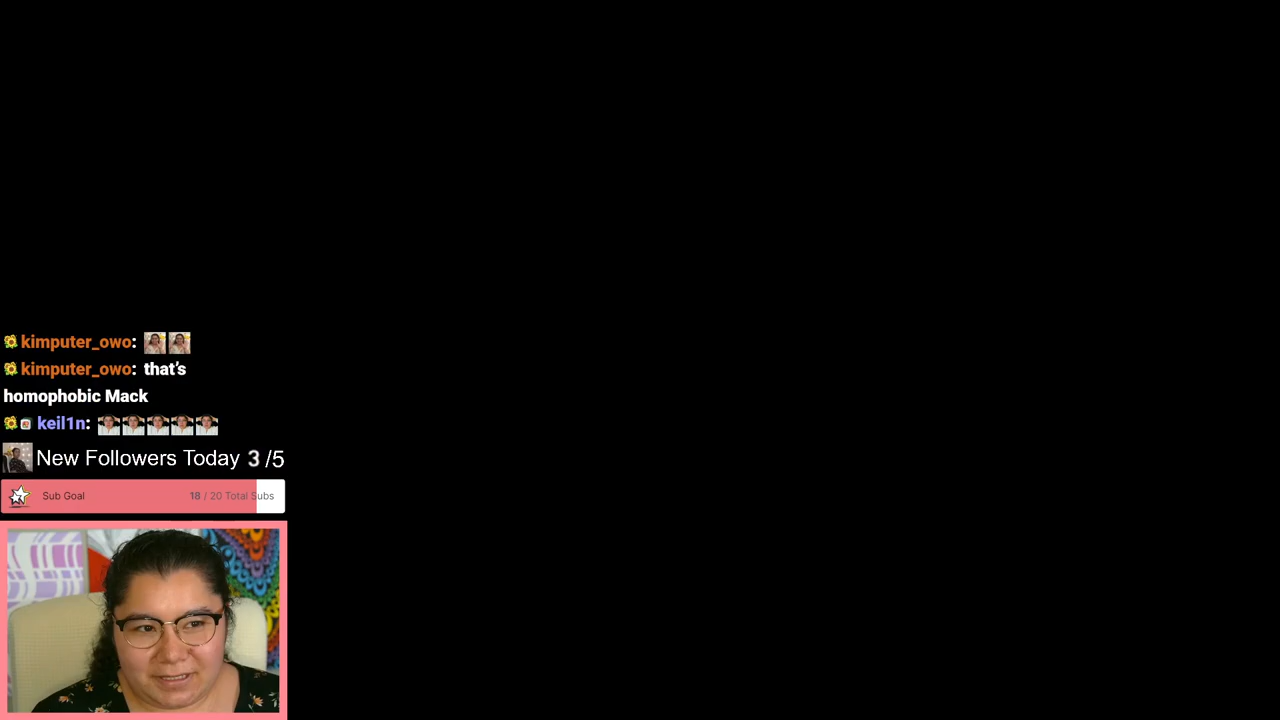 kimputer_owo:
kimputer_owo: that's
homophobic Mack
keil1n:
New Followers Today 3 /5
Sub Goal 18 / 20 Total Subs